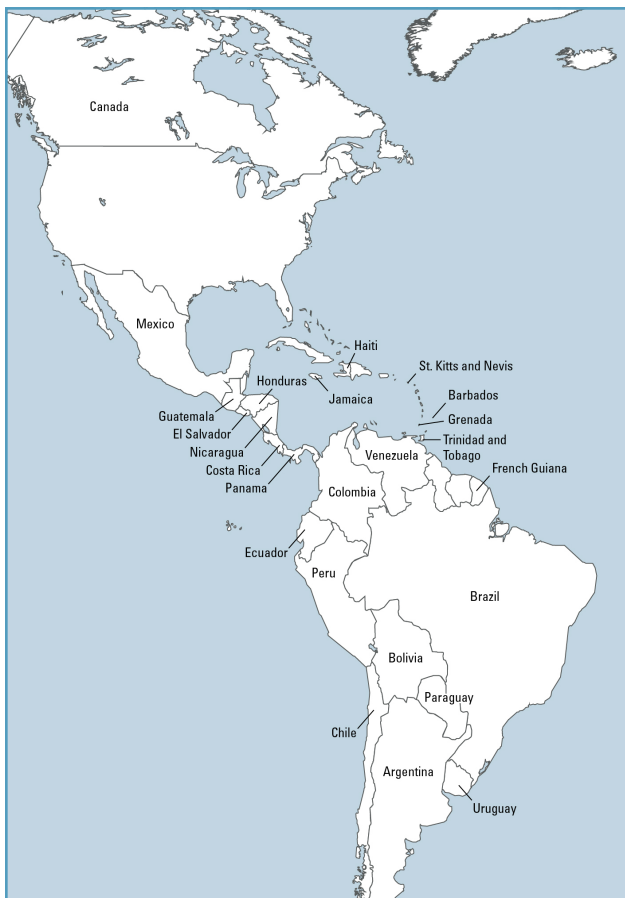 Canada
Mexico
Haiti
St. Kitts and Nevis
Honduras
Jamaica
Barbados
Guatemala
Grenada
El Salvador
Trinidad and
Tobago
Nicaragua
Venezuela
Costa Rica
French Guiana
Panama
Colombia
Ecuador
Peru
Brazil
Bolivia
Paraguay
Chile
Argentina
Uruguay